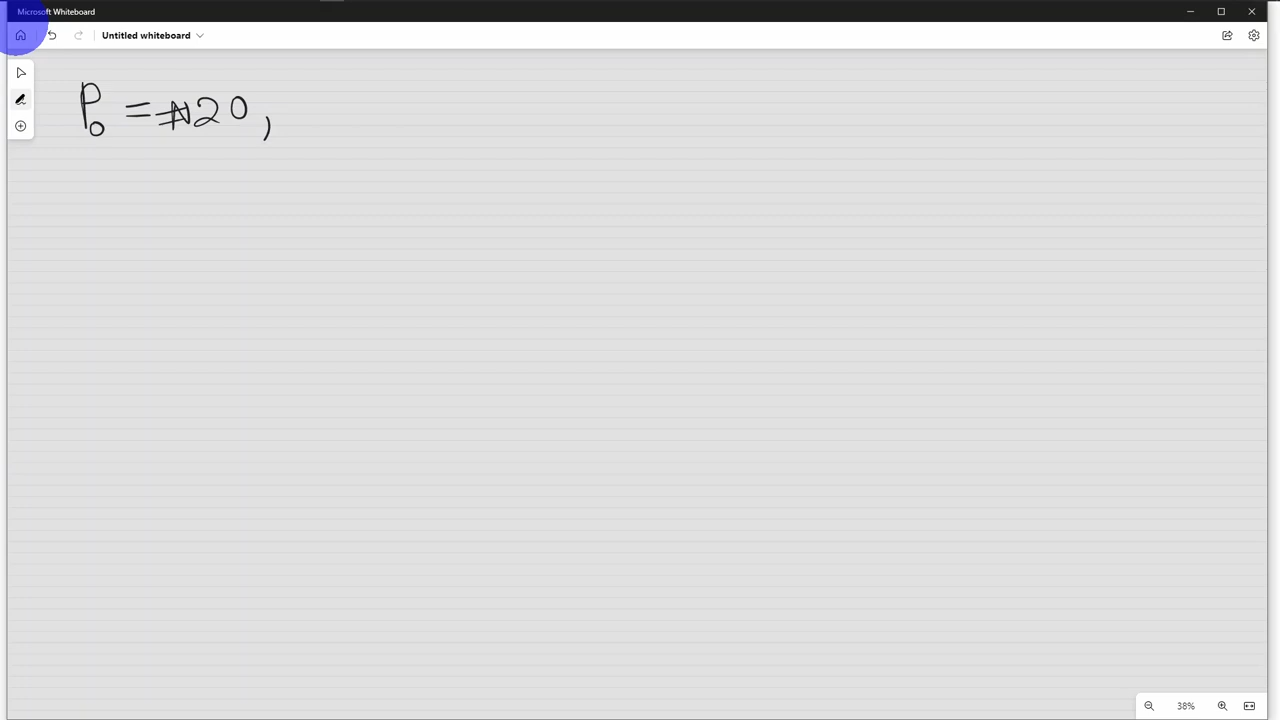 Microsoft Whiteboard
Untitled whiteboard
P₀ = ₦20,
38%